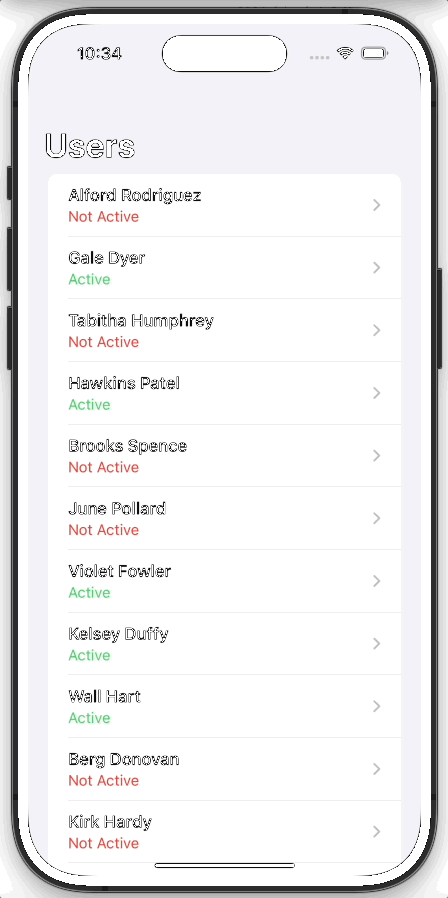 10:34
Users
Alford Rodriguez
Not Active
Gale Dyer
Active
Tabitha Humphrey
Not Active
Hawkins Patel
Active
Brooks Spence
Not Active
June Pollard
Not Active
Violet Fowler
Active
Kelsey Duffy
Active
Wall Hart
Active
Berg Donovan
Not Active
Kirk Hardy
Not Active